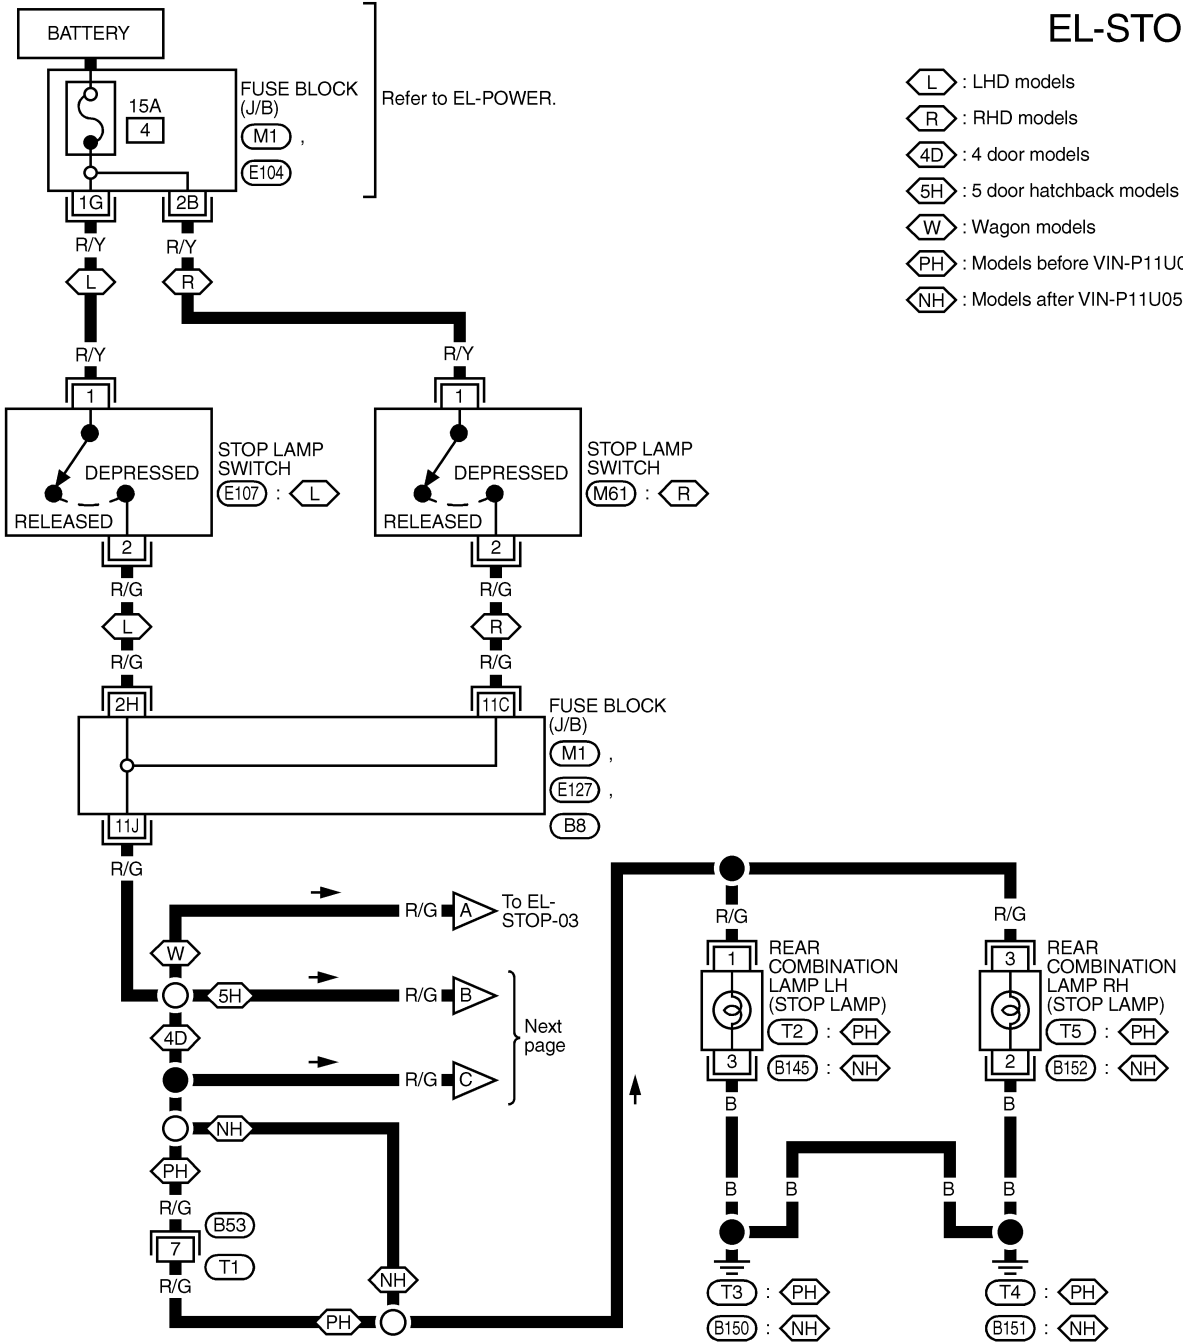 BATTERY
EL-STO
15A
4
FUSE BLOCK
(J/B)
M1 ,
E104
Refer to EL-POWER.
L : LHD models
R : RHD models
4D : 4 door models
5H : 5 door hatchback models
W : Wagon models
PH : Models before VIN-P11U0
NH : Models after VIN-P11U05
1G
2B
R/Y
R/Y
L
R
R/Y
R/Y
1
1
DEPRESSED
RELEASED
STOP LAMP
SWITCH
E107 : L
DEPRESSED
RELEASED
STOP LAMP
SWITCH
M61 : R
2
2
R/G
R/G
L
R
R/G
R/G
2H
11C
FUSE BLOCK
(J/B)
M1 ,
E127 ,
B8
11J
R/G
R/G
A
To EL-
STOP-03
W
5H
R/G
B
4D
Next
page
R/G
C
NH
PH
R/G
B53
7
T1
R/G
NH
PH
R/G
R/G
1
REAR
COMBINATION
LAMP LH
(STOP LAMP)
T2 : PH
B145 : NH
3
3
REAR
COMBINATION
LAMP RH
(STOP LAMP)
T5 : PH
B152 : NH
2
B
B
B
B
B
B
T3 : PH
B150 : NH
T4 : PH
B151 : NH